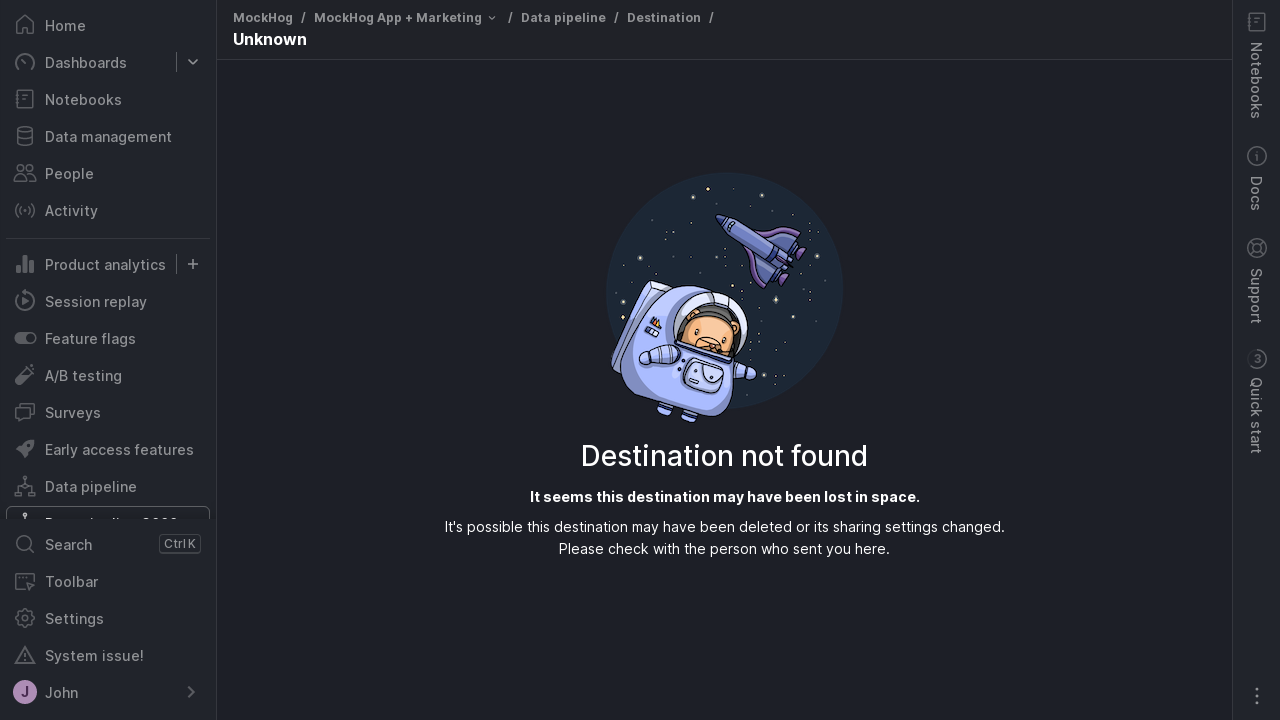 Home
Dashboards
Notebooks
Data management
People
Activity
Product analytics
Session replay
Feature flags
A/B testing
Surveys
Early access features
Data pipeline
Search Ctrl K
Toolbar
Settings
System issue!
J John
MockHog / MockHog App + Marketing / Data pipeline / Destination /
Unknown
Destination not found
It seems this destination may have been lost in space.
It's possible this destination may have been deleted or its sharing settings changed.
Please check with the person who sent you here.
Notebooks
Docs
Support
3 Quick start